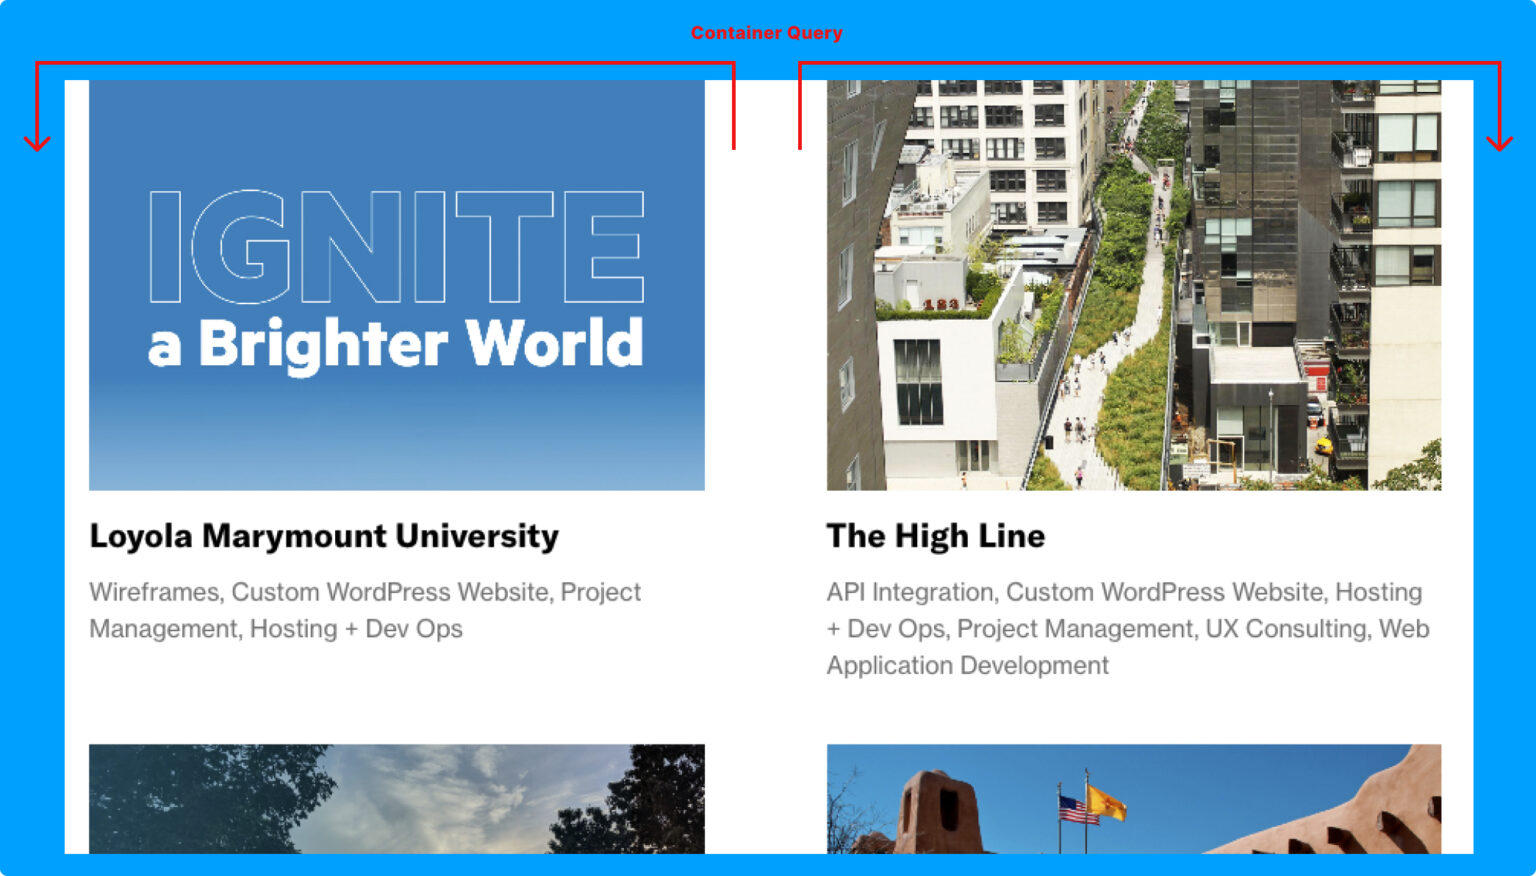 Container Query
IGNITE
a Brighter World
Loyola Marymount University
Wireframes, Custom WordPress Website, Project
Management, Hosting + Dev Ops
The High Line
API Integration, Custom WordPress Website, Hosting
+ Dev Ops, Project Management, UX Consulting, Web
Application Development